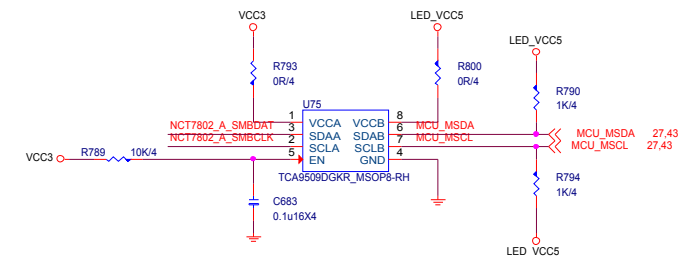 VCC3
LED_VCC5
LED_VCC5
R793
0R/4
R800
0R/4
R790
1K/4
U75
1
VCCA
VCCB
8
NCT7802_A_SMBDAT
3
SDAA
SDAB
6
MCU_MSDA
MCU_MSDA
27,43
NCT7802_A_SMBCLK
2
SCLA
SCLB
7
MCU_MSCL
MCU_MSCL
27,43
VCC3
R789
10K/4
5
EN
GND
4
TCA9509DGKR_MSOP8-RH
R794
1K/4
C683
0.1u16X4
LED_VCC5